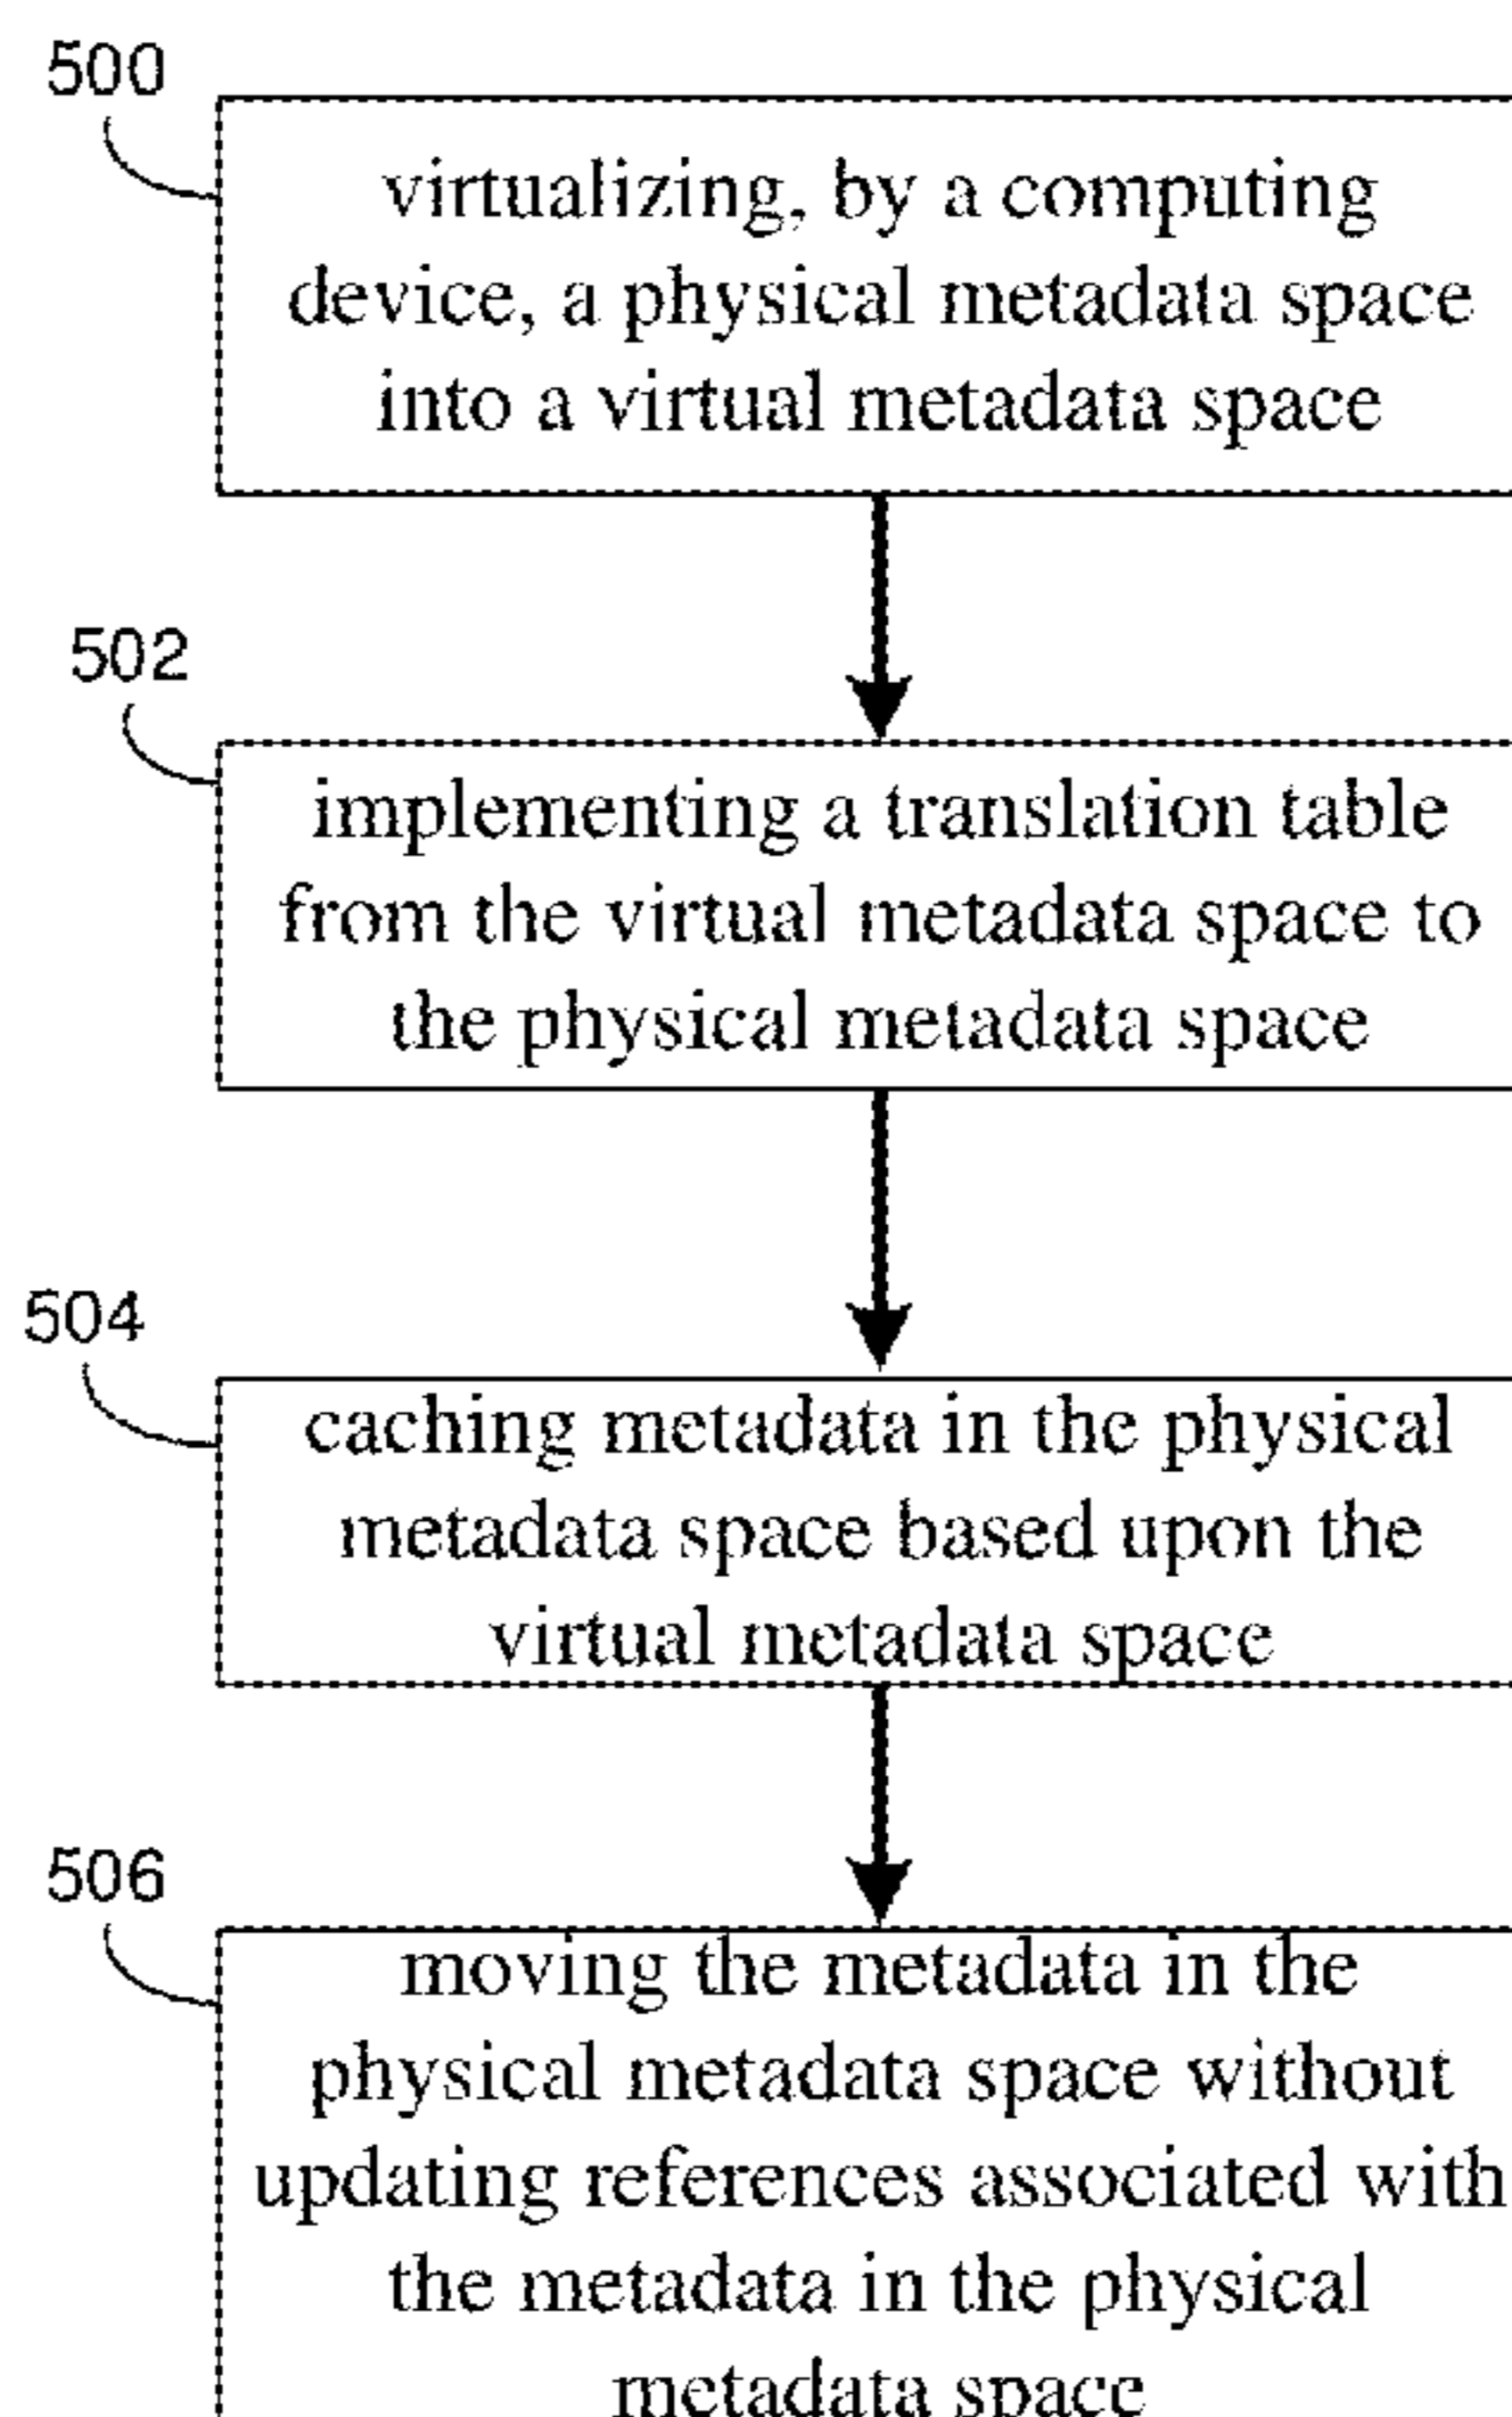 500
virtualizing, by a computing
device, a physical metadata space
into a virtual metadata space
502
implementing a translation table
from the virtual metadata space to
the physical metadata space
504
caching metadata in the physical
metadata space based upon the
virtual metadata space
506
moving the metadata in the
physical metadata space without
updating references associated with
the metadata in the physical
metadata space